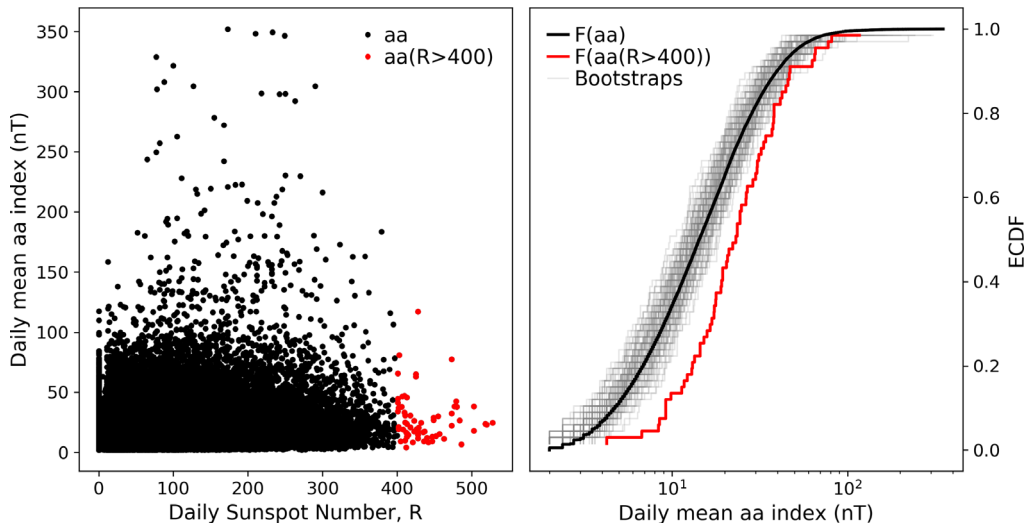 350
300
250
200
150
100
50
0
Daily mean aa index (nT)
aa
aa(R>400)
0 100 200 300 400 500
Daily Sunspot Number, R
F(aa)
F(aa(R>400))
Bootstraps
1.0
0.8
0.6
0.4
0.2
0.0
ECDF
10¹ 10²
Daily mean aa index (nT)